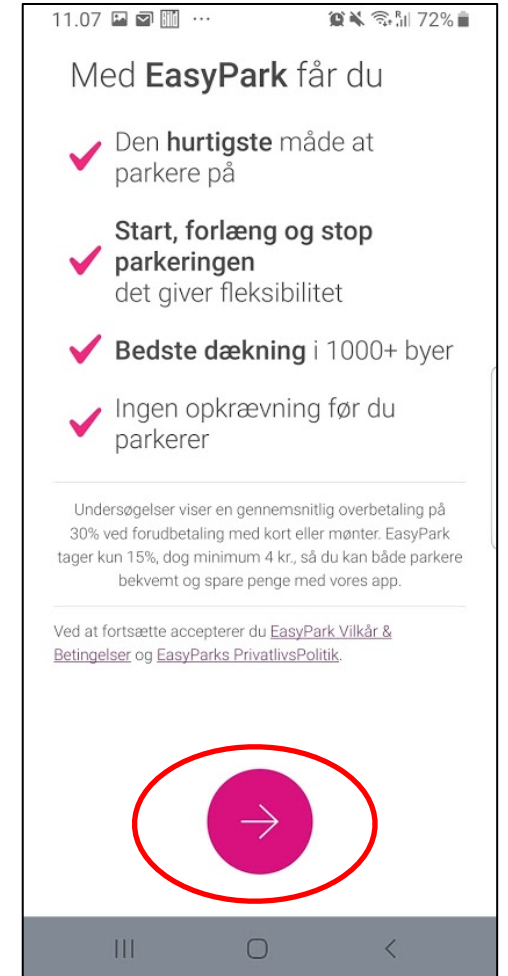 11.07 72%
Med EasyPark får du
Den hurtigste måde at
parkere på
Start, forlæng og stop
parkeringen
det giver fleksibilitet
Bedste dækning i 1000+ byer
Ingen opkrævning før du
parkerer
Undersøgelser viser en gennemsnitlig overbetaling på
30% ved forudbetaling med kort eller mønter. EasyPark
tager kun 15%, dog minimum 4 kr., så du kan både parkere
bekvemt og spare penge med vores app.
Ved at fortsætte accepterer du EasyPark Vilkår &
Betingelser og EasyParks PrivatlivsPolitik.